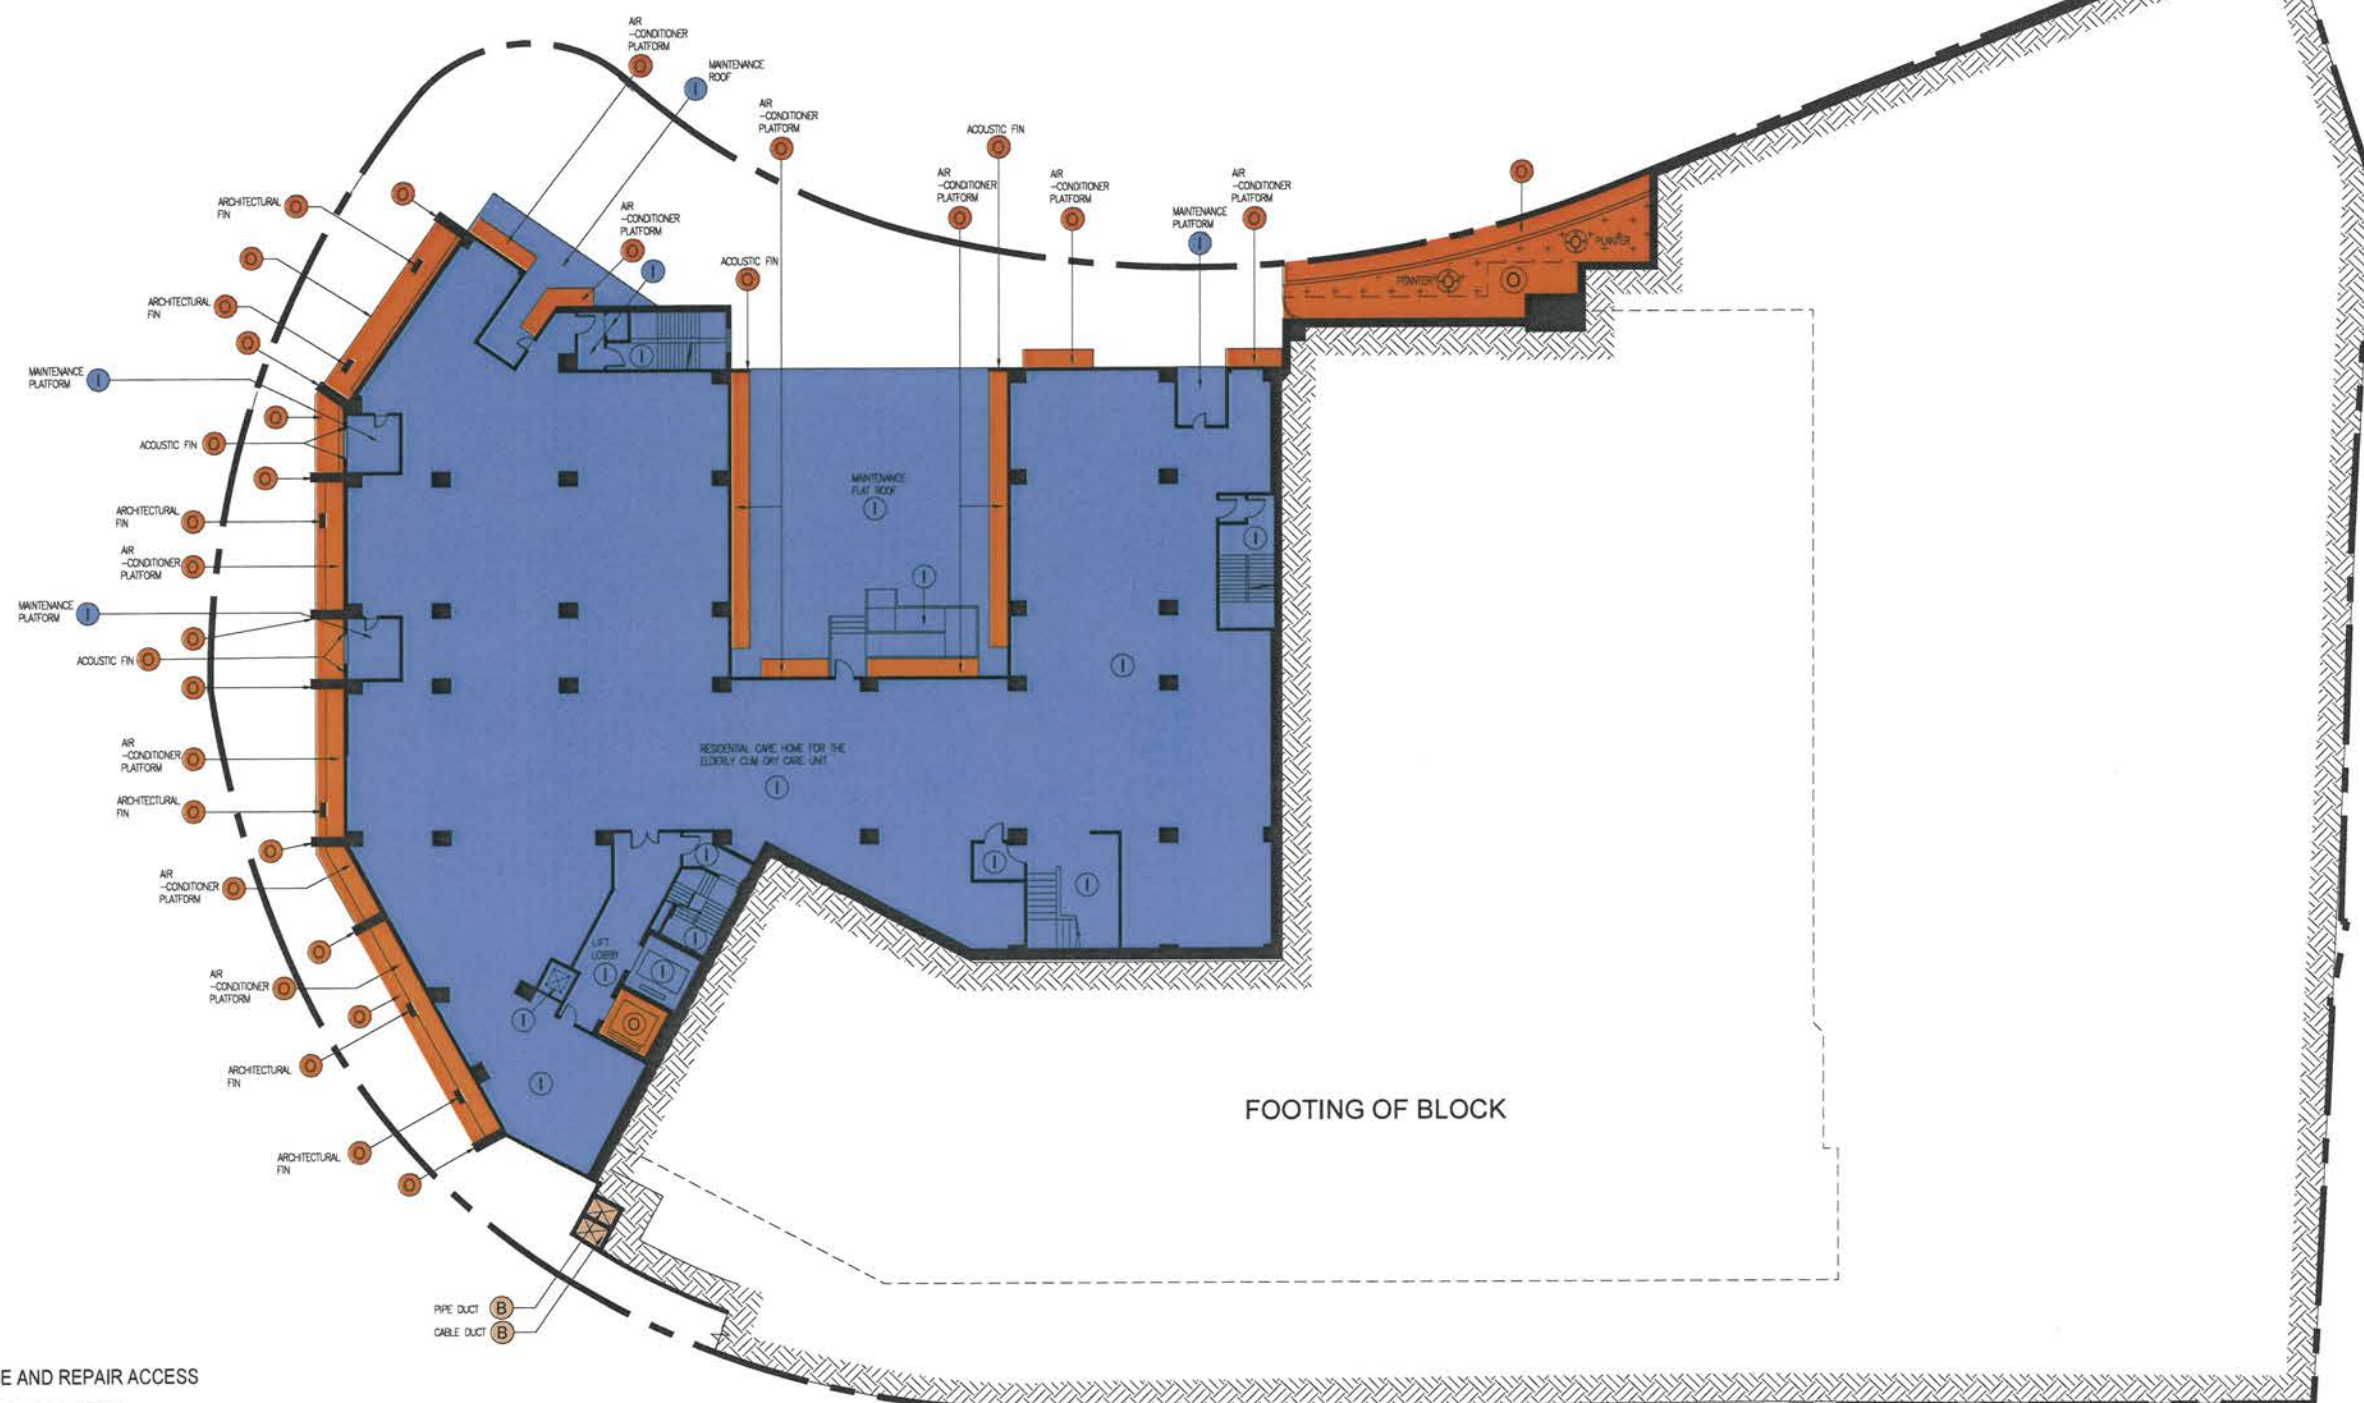 AIR
-CONDITIONER
PLATFORM
O
MAINTENANCE
ROOF
I
AIR
-CONDITIONER
PLATFORM
O
ACOUSTIC FIN
O
AIR
-CONDITIONER
PLATFORM
O
AIR
-CONDITIONER
PLATFORM
O
AIR
-CONDITIONER
PLATFORM
O
MAINTENANCE
PLATFORM
I
O
PLANTER
O
PLANTER
O
O
ARCHITECTURAL
FIN
O
O
AIR
-CONDITIONER
PLATFORM
O
I
ACOUSTIC FIN
O
O
ARCHITECTURAL
FIN
O
O
I
MAINTENANCE
PLATFORM
I
O
ACOUSTIC FIN
O
O
ARCHITECTURAL
FIN
O
AIR
-CONDITIONER
PLATFORM
O
MAINTENANCE
PLATFORM
I
O
ACOUSTIC FIN
O
O
AIR
-CONDITIONER
PLATFORM
O
ARCHITECTURAL
FIN
O
O
AIR
-CONDITIONER
PLATFORM
O
O
AIR
-CONDITIONER
PLATFORM
O
O
ARCHITECTURAL
FIN
O
ARCHITECTURAL
FIN
O
O
MAINTENANCE
FLAT ROOF
I
I
I
I
RESIDENTIAL CARE HOME FOR THE
ELDERLY CUM DAY CARE UNIT
I
I
I
I
I
LIFT
LOBBY
I
I
I
O
I
FOOTING OF BLOCK
PIPE DUCT B
CABLE DUCT B
E AND REPAIR ACCESS